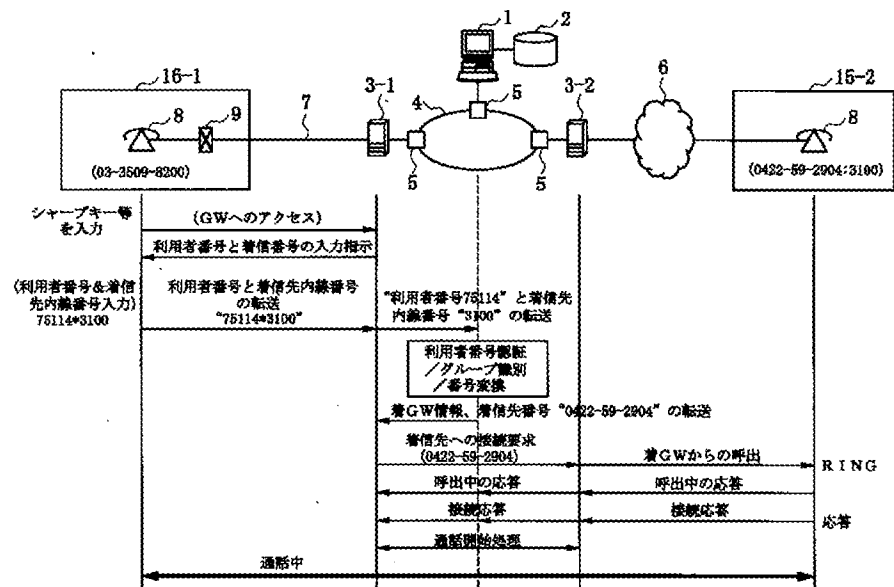 1
2
16-1
3-1
3-2
6
15-2
8
9
7
4
5
8
(03-3509-8200)
5
5
(0422-59-2904:3100)
シャープキー等
を入力
(GWへのアクセス)
利用者番号と着信番号の入力指示
(利用者番号&着信
先内線番号入力)
75114*3100
利用者番号と着信先内線番号
の転送
“75114*3100”
“利用者番号75114”と着信先
内線番号“3100”の転送
利用者番号認証
/グループ識別
/番号変換
着GW情報、着信先番号“0422-59-2904”の転送
着信先への接続要求
(0422-59-2904)
着GWからの呼出
RING
呼出中の応答
呼出中の応答
接続応答
接続応答
応答
通話開始処理
通話中